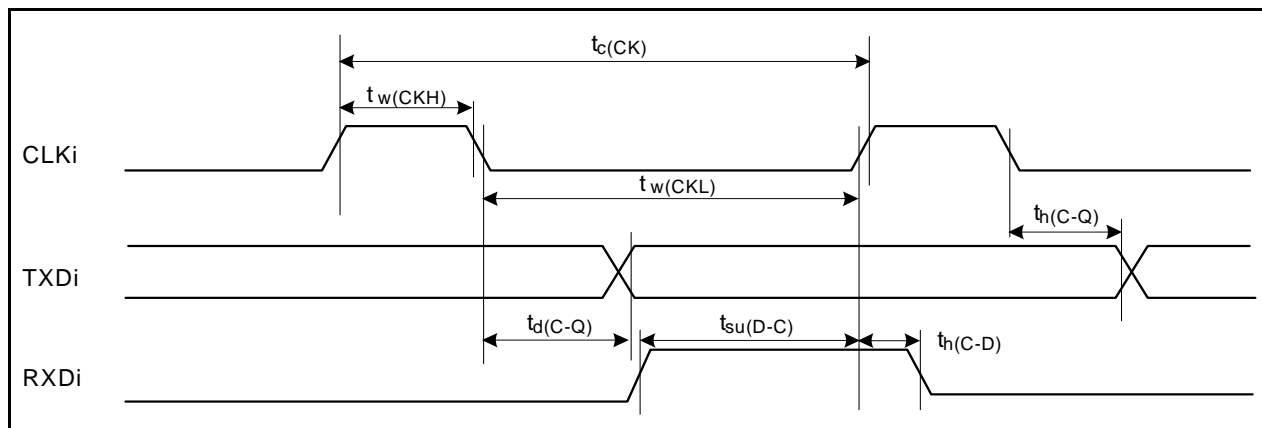 tc(CK)
tw(CKH)
CLKi
tw(CKL)
th(C-Q)
TXDi
td(C-Q)
tsu(D-C)
th(C-D)
RXDi